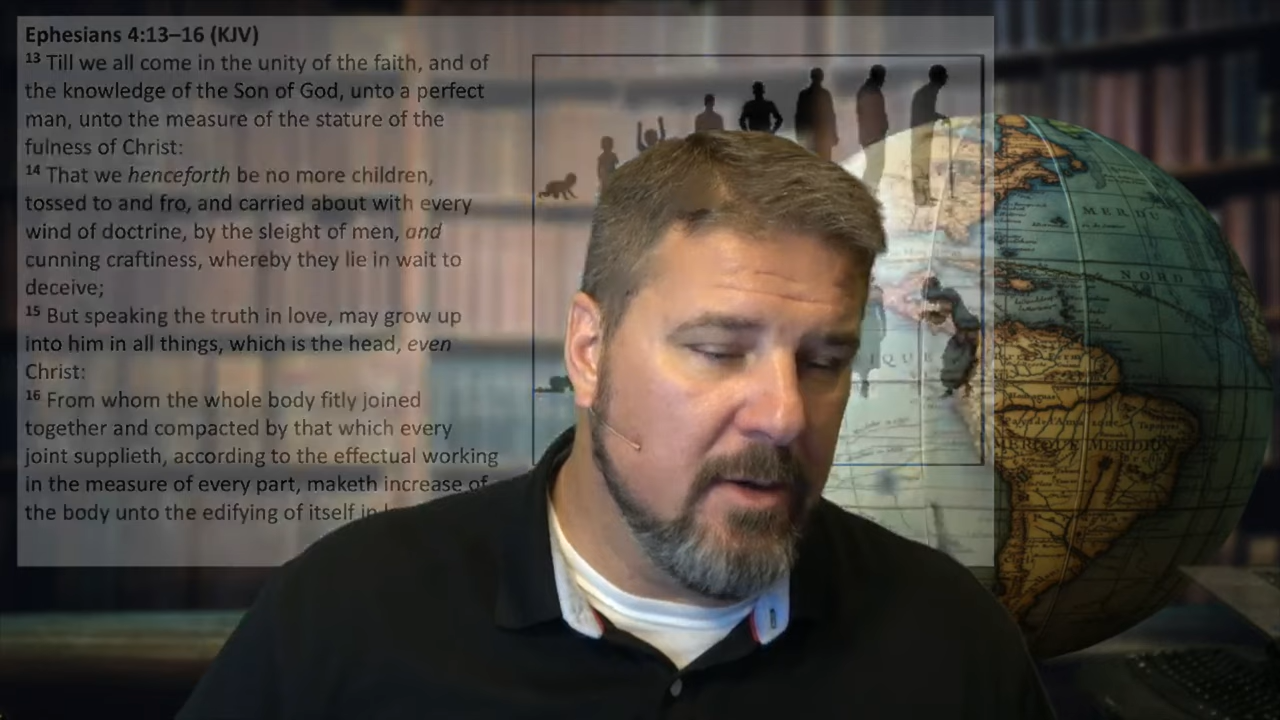 Ephesians 4:13–16 (KJV)
13 Till we all come in the unity of the faith, and of
the knowledge of the Son of God, unto a perfect
man, unto the measure of the stature of the
fulness of Christ:
14 That we henceforth be no more children,
tossed to and fro, and carried about with every
wind of doctrine, by the sleight of men, and
cunning craftiness, whereby they lie in wait to
deceive;
15 But speaking the truth in love, may grow up
into him in all things, which is the head, even
Christ:
16 From whom the whole body fitly joined
together and compacted by that which every
joint supplieth, according to the effectual working
in the measure of every part, maketh increase of
the body unto the edifying of itself in
MER DU
NORD
MERIDIO